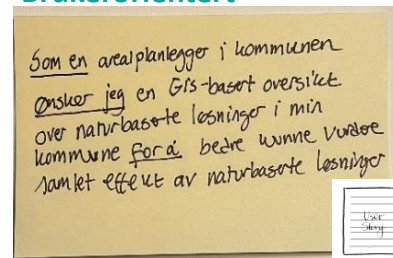 Brukerorientert
Som en arealplanlegger i kommunen
ønsker jeg en GIS-basert oversikt
over naturbaserte løsninger i min
kommune for å bedre kunne vurdere
samlet effekt av naturbaserte løsninger
User
Story